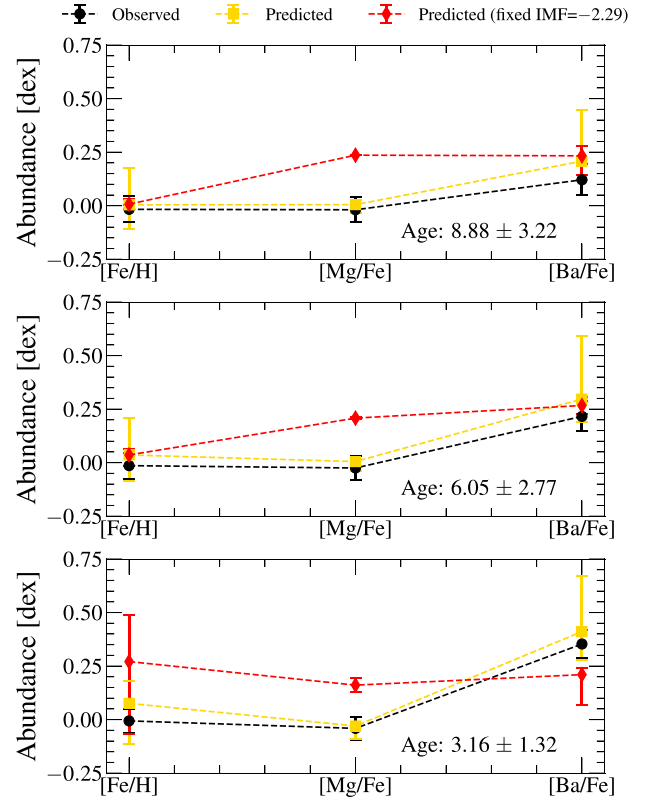 Observed Predicted Predicted (fixed IMF=−2.29)
Abundance [dex]
0.75
0.50
0.25
0.00
−0.25
Age: 8.88 ± 3.22
[Fe/H] [Mg/Fe] [Ba/Fe]
Abundance [dex]
0.75
0.50
0.25
0.00
−0.25
Age: 6.05 ± 2.77
[Fe/H] [Mg/Fe] [Ba/Fe]
Abundance [dex]
0.75
0.50
0.25
0.00
−0.25
Age: 3.16 ± 1.32
[Fe/H] [Mg/Fe] [Ba/Fe]